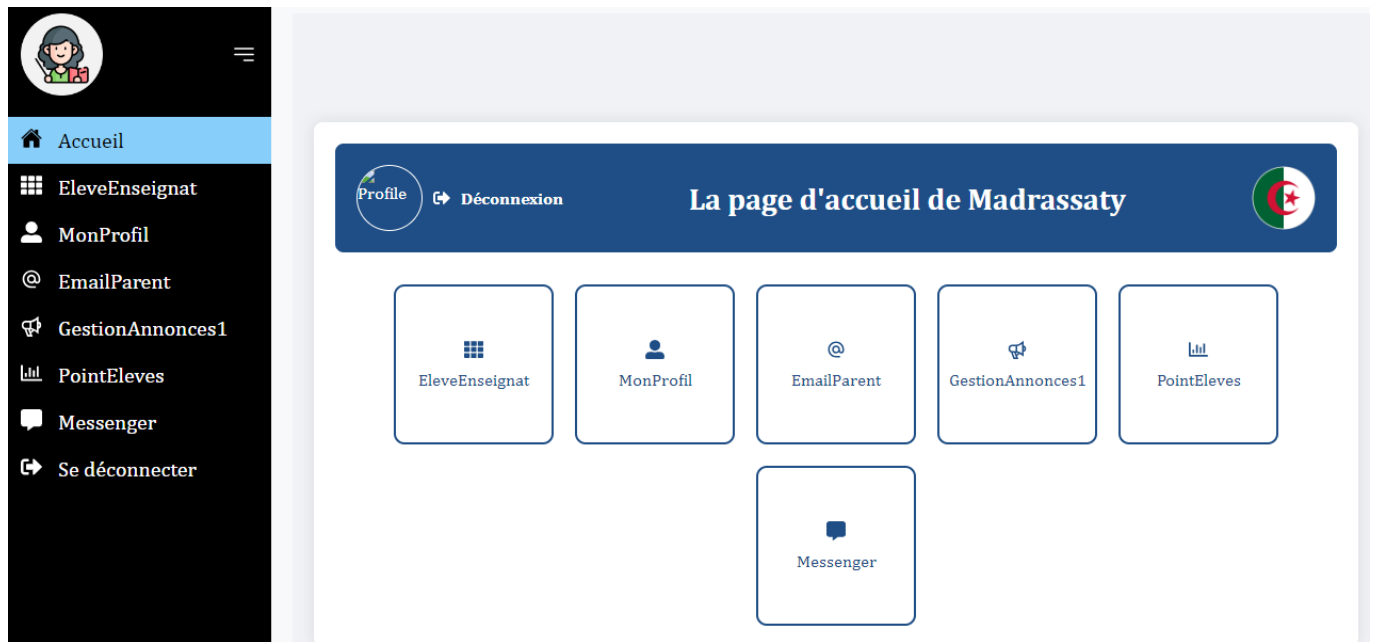 Accueil
EleveEnseignat
MonProfil
EmailParent
GestionAnnonces1
PointEleves
Messenger
Se déconnecter
Profile
Déconnexion
La page d'accueil de Madrassaty
EleveEnseignat
MonProfil
EmailParent
GestionAnnonces1
PointEleves
Messenger